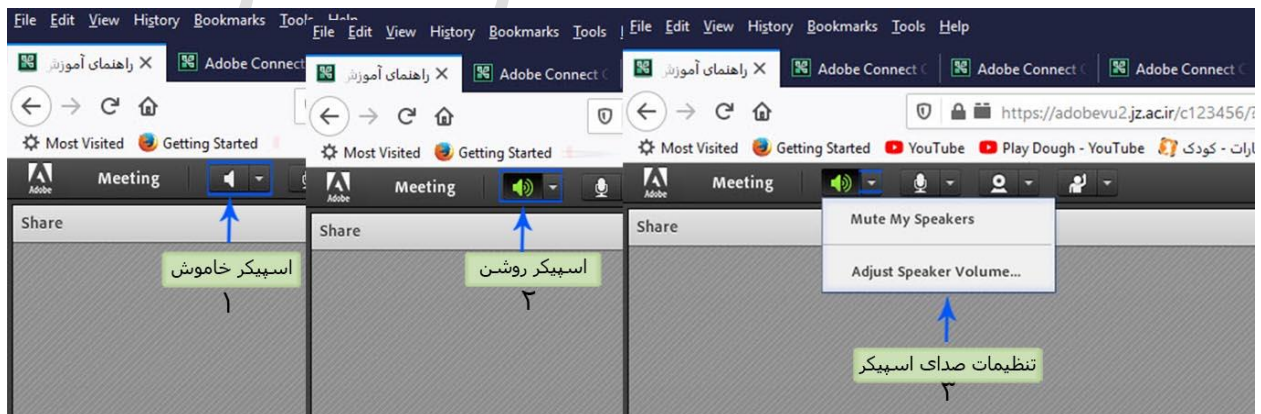 File Edit View History Bookmarks Tools Help
راهنمای آموزش Adobe Connect
Most Visited Getting Started
Adobe Meeting
Share
اسپیکر خاموش
۱
File Edit View History Bookmarks Tools
راهنمای آموزش Adobe Connect
Most Visited Getting Started
Adobe Meeting
Share
اسپیکر روشن
۲
File Edit View History Bookmarks Tools Help
راهنمای آموزش Adobe Connect Adobe Connect Adobe Connect
https://adobevu2.jz.ac.ir/c123456/?
Most Visited Getting Started YouTube Play Dough - YouTube کودک - ارات
Adobe Meeting
Mute My Speakers
Share
Adjust Speaker Volume...
تنظیمات صدای اسپیکر
۳